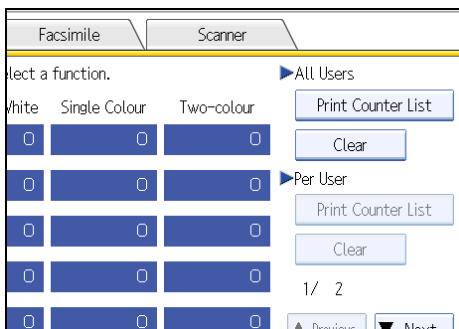 Facsimile Scanner
elect a function. All Users
White Single Colour Two-colour Print Counter List
0 0 0 Clear
0 0 0 Per User
Print Counter List
0 0 0 Clear
0 0 0 1/ 2
0 0 0 Previous Next